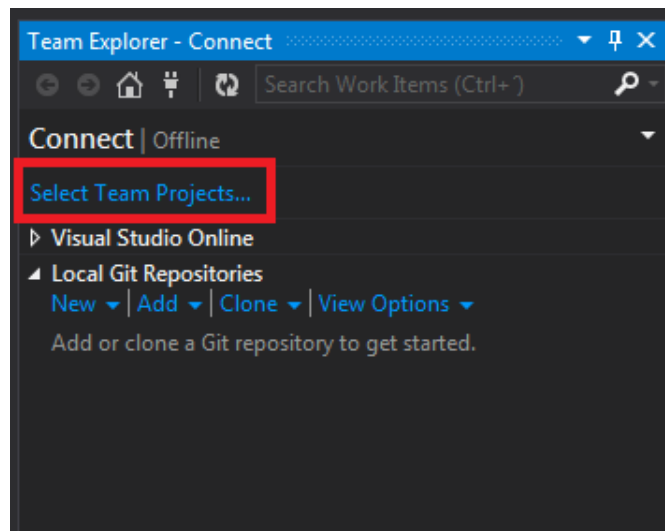 Team Explorer - Connect
Search Work Items (Ctrl+´)
Connect | Offline
Select Team Projects...
Visual Studio Online
Local Git Repositories
New | Add | Clone | View Options
Add or clone a Git repository to get started.